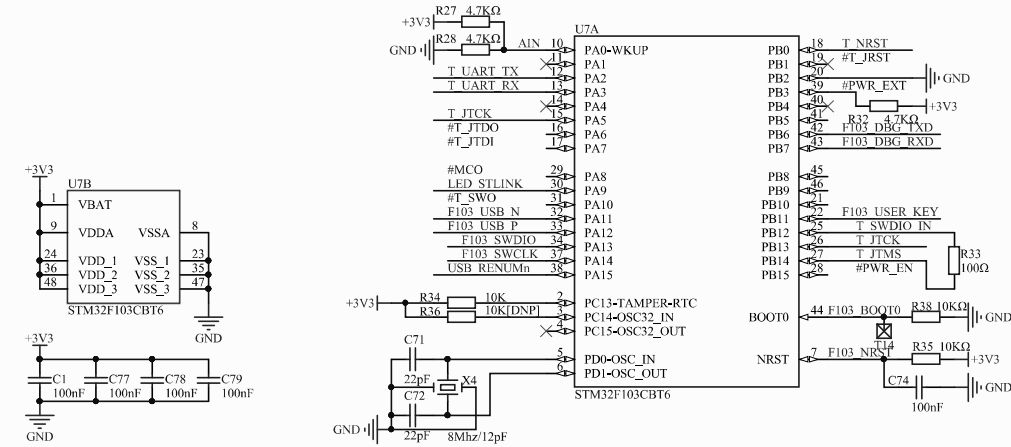 R27 4.7KΩ
+3V3
R28 4.7KΩ
GND
AIN
U7A
10 PA0-WKUP PB0 18 T_NRST
11 PA1 PB1 19 #T_JRST
T_UART_TX 12 PA2 PB2 20 GND
T_UART_RX 13 PA3 PB3 39 #PWR_EXT
14 PA4 PB4 40 +3V3
R32 4.7KΩ
T_JTCK 15 PA5 PB5 41
#T_JTDO 16 PA6 PB6 42 F103_DBG_TXD
#T_JTDI 17 PA7 PB7 43 F103_DBG_RXD
#MCO 29 PA8 PB8 45
LED_STLINK 30 PA9 PB9 46
#T_SWO 31 PA10 PB10 21
F103_USB_N 32 PA11 PB11 22 F103_USER_KEY
F103_USB_P 33 PA12 PB12 25 T_SWDIO_IN
F103_SWDIO 34 PA13 PB13 26 T_JTCK
F103_SWCLK 37 PA14 PB14 27 T_JTMS
USB_RENUMn 38 PA15 PB15 28 #PWR_EN
R33
100Ω
+3V3 R34 10K 2 PC13-TAMPER-RTC
R36 10K[DNP] 3 PC14-OSC32_IN BOOT0 44 F103_BOOT0 R38 10KΩ GND
4 PC15-OSC32_OUT
T14
C71
22pF
5 PD0-OSC_IN NRST 7 F103_NRST R35 10KΩ +3V3
6 PD1-OSC_OUT
X4
C72
22pF
8Mhz/12pF
GND
C74
100nF
GND
STM32F103CBT6
+3V3
U7B
1 VBAT
9 VDDA VSSA 8
24 VDD_1 VSS_1 23
36 VDD_2 VSS_2 35
48 VDD_3 VSS_3 47
STM32F103CBT6
GND
+3V3
C1 C77 C78 C79
100nF 100nF 100nF 100nF
GND